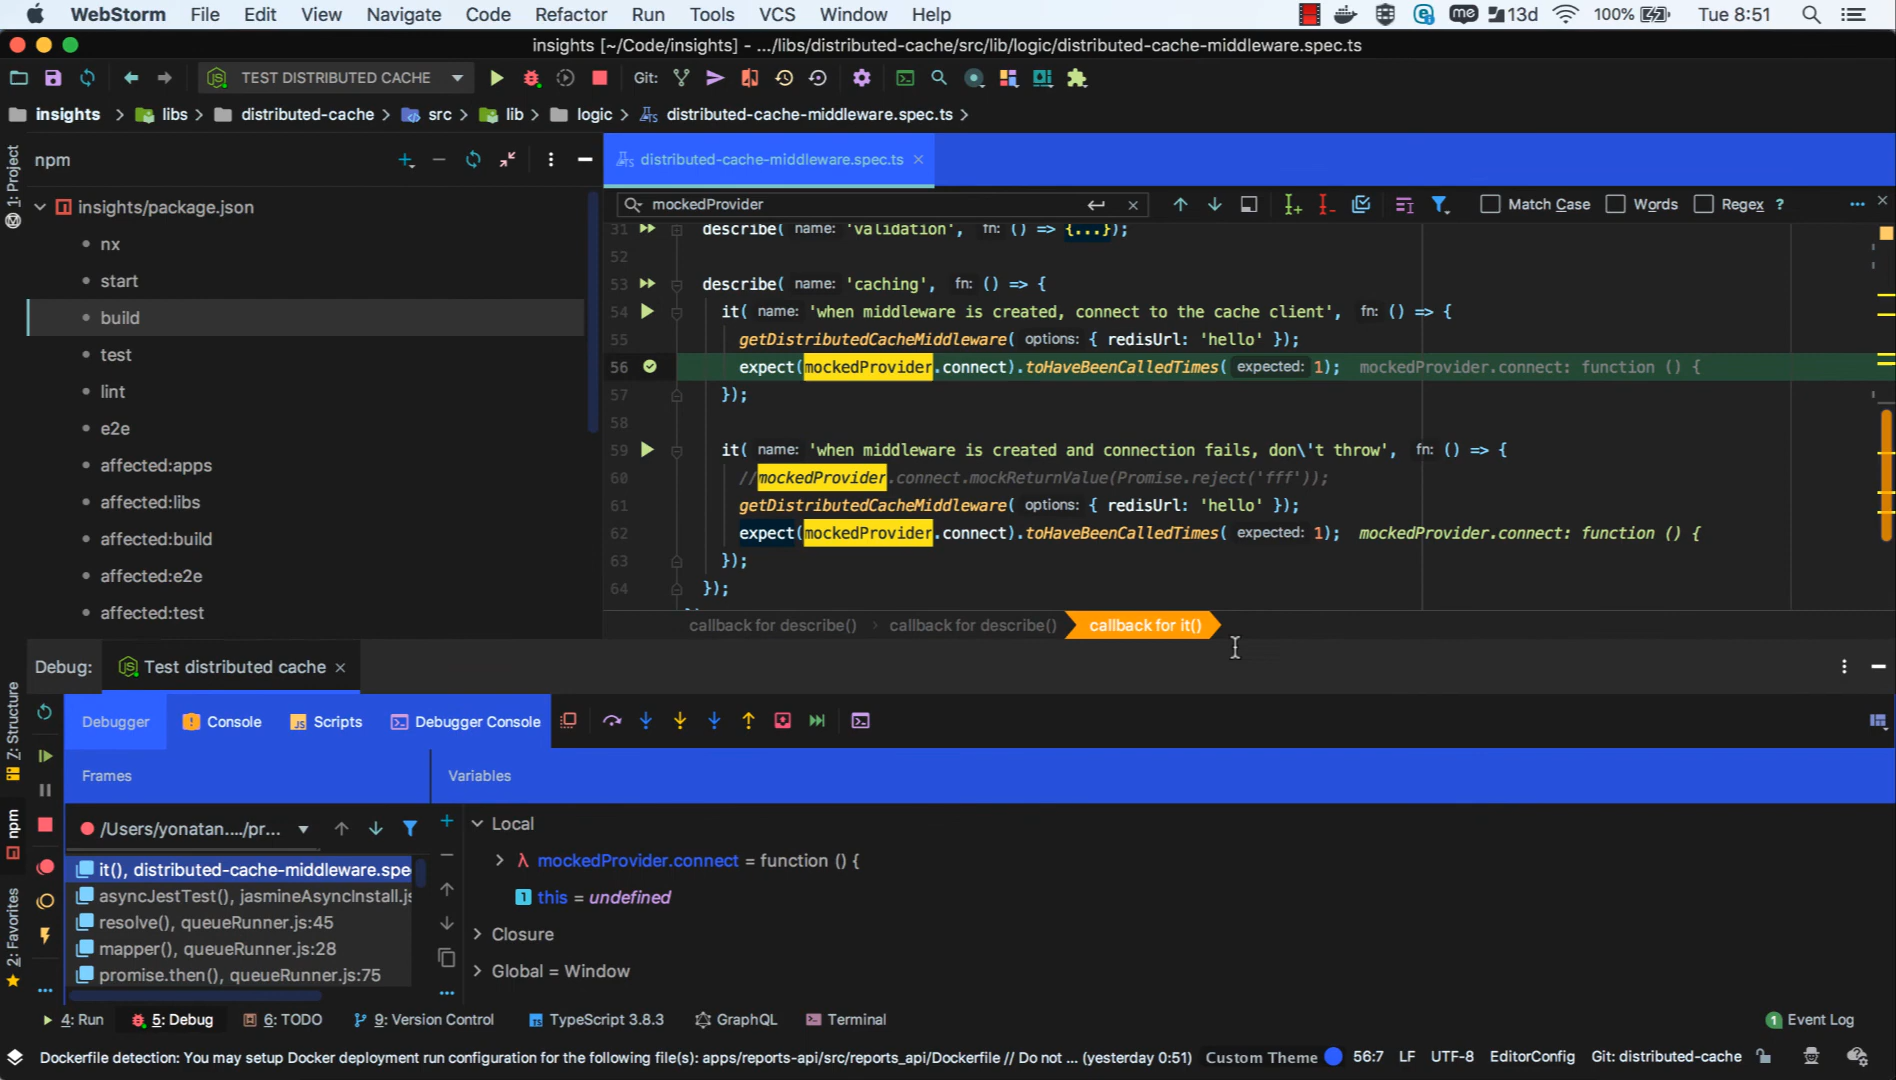 WebStorm File Edit View Navigate Code Refactor Run Tools VCS Window Help me 13d 100% Tue 8:51
insights [~/Code/insights] - .../libs/distributed-cache/src/lib/logic/distributed-cache-middleware.spec.ts
TEST DISTRIBUTED CACHE Git:
insights libs distributed-cache src lib logic distributed-cache-middleware.spec.ts
1: Project
npm
distributed-cache-middleware.spec.ts
mockedProvider Match Case Words Regex ?
insights/package.json
nx
start
build
test
lint
e2e
affected:apps
affected:libs
affected:build
affected:e2e
affected:test
31 describe( name: 'validation', fn: () => {...});
52
53 describe( name: 'caching', fn: () => {
54 it( name: 'when middleware is created, connect to the cache client', fn: () => {
55 getDistributedCacheMiddleware( options: { redisUrl: 'hello' });
56 expect(mockedProvider.connect).toHaveBeenCalledTimes( expected: 1); mockedProvider.connect: function () {
57 });
58
59 it( name: 'when middleware is created and connection fails, don\'t throw', fn: () => {
60 //mockedProvider.connect.mockReturnValue(Promise.reject('fff'));
61 getDistributedCacheMiddleware( options: { redisUrl: 'hello' });
62 expect(mockedProvider.connect).toHaveBeenCalledTimes( expected: 1); mockedProvider.connect: function () {
63 });
64 });
callback for describe() callback for describe() callback for it()
Debug: Test distributed cache
Z: Structure
npm
2: Favorites
Debugger Console Scripts Debugger Console
Frames Variables
/Users/yonatan..../pr...
it(), distributed-cache-middleware.spe
asyncJestTest(), jasmineAsyncInstall.js
resolve(), queueRunner.js:45
mapper(), queueRunner.js:28
promise.then(), queueRunner.js:75
Local
λ mockedProvider.connect = function () {
1 this = undefined
Closure
Global = Window
4: Run 5: Debug 6: TODO 9: Version Control TypeScript 3.8.3 GraphQL Terminal 1 Event Log
Dockerfile detection: You may setup Docker deployment run configuration for the following file(s): apps/reports-api/src/reports_api/Dockerfile // Do not ... (yesterday 0:51) Custom Theme 56:7 LF UTF-8 EditorConfig Git: distributed-cache